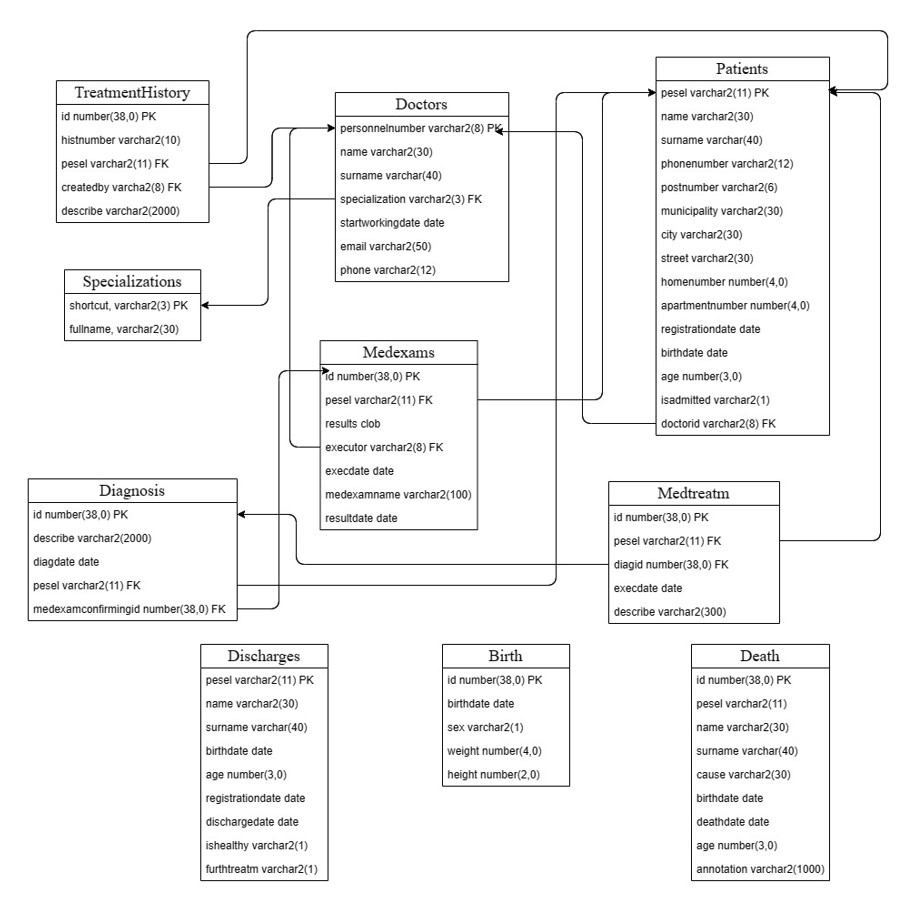 TreatmentHistory
id number(38,0) PK
histnumber varchar2(10)
pesel varchar2(11) FK
createdby varcha2(8) FK
describe varchar2(2000)
Doctors
personnelnumber varchar2(8) PK
name varchar2(30)
surname varchar(40)
specialization varchar2(3) FK
startworkingdate date
email varchar2(50)
phone varchar2(12)
Patients
pesel varchar2(11) PK
name varchar2(30)
surname varchar(40)
phonenumber varchar2(12)
postnumber varchar2(6)
municipality varchar2(30)
city varchar2(30)
street varchar2(30)
homenumber number(4,0)
apartmentnumber number(4,0)
registrationdate date
birthdate date
age number(3,0)
isadmitted varchar2(1)
doctorid varchar2(8) FK
Specializations
shortcut, varchar2(3) PK
fullname, varchar2(30)
Medexams
id number(38,0) PK
pesel varchar2(11) FK
results clob
executor varchar2(8) FK
execdate date
medexamname varchar2(100)
resultdate date
Diagnosis
id number(38,0) PK
describe varchar2(2000)
diagdate date
pesel varchar2(11) FK
medexamconfirmingid number(38,0) FK
Medtreatm
id number(38,0) PK
pesel varchar2(11) FK
diagid number(38,0) FK
execdate date
describe varchar2(300)
Discharges
pesel varchar2(11) PK
name varchar2(30)
surname varchar(40)
birthdate date
age number(3,0)
registrationdate date
dischargedate date
ishealthy varchar2(1)
furthtreatm varchar2(1)
Birth
id number(38,0) PK
birthdate date
sex varchar2(1)
weight number(4,0)
height number(2,0)
Death
id number(38,0) PK
pesel varchar2(11)
name varchar2(30)
surname varchar(40)
cause varchar2(30)
birthdate date
deathdate date
age number(3,0)
annotation varchar2(1000)